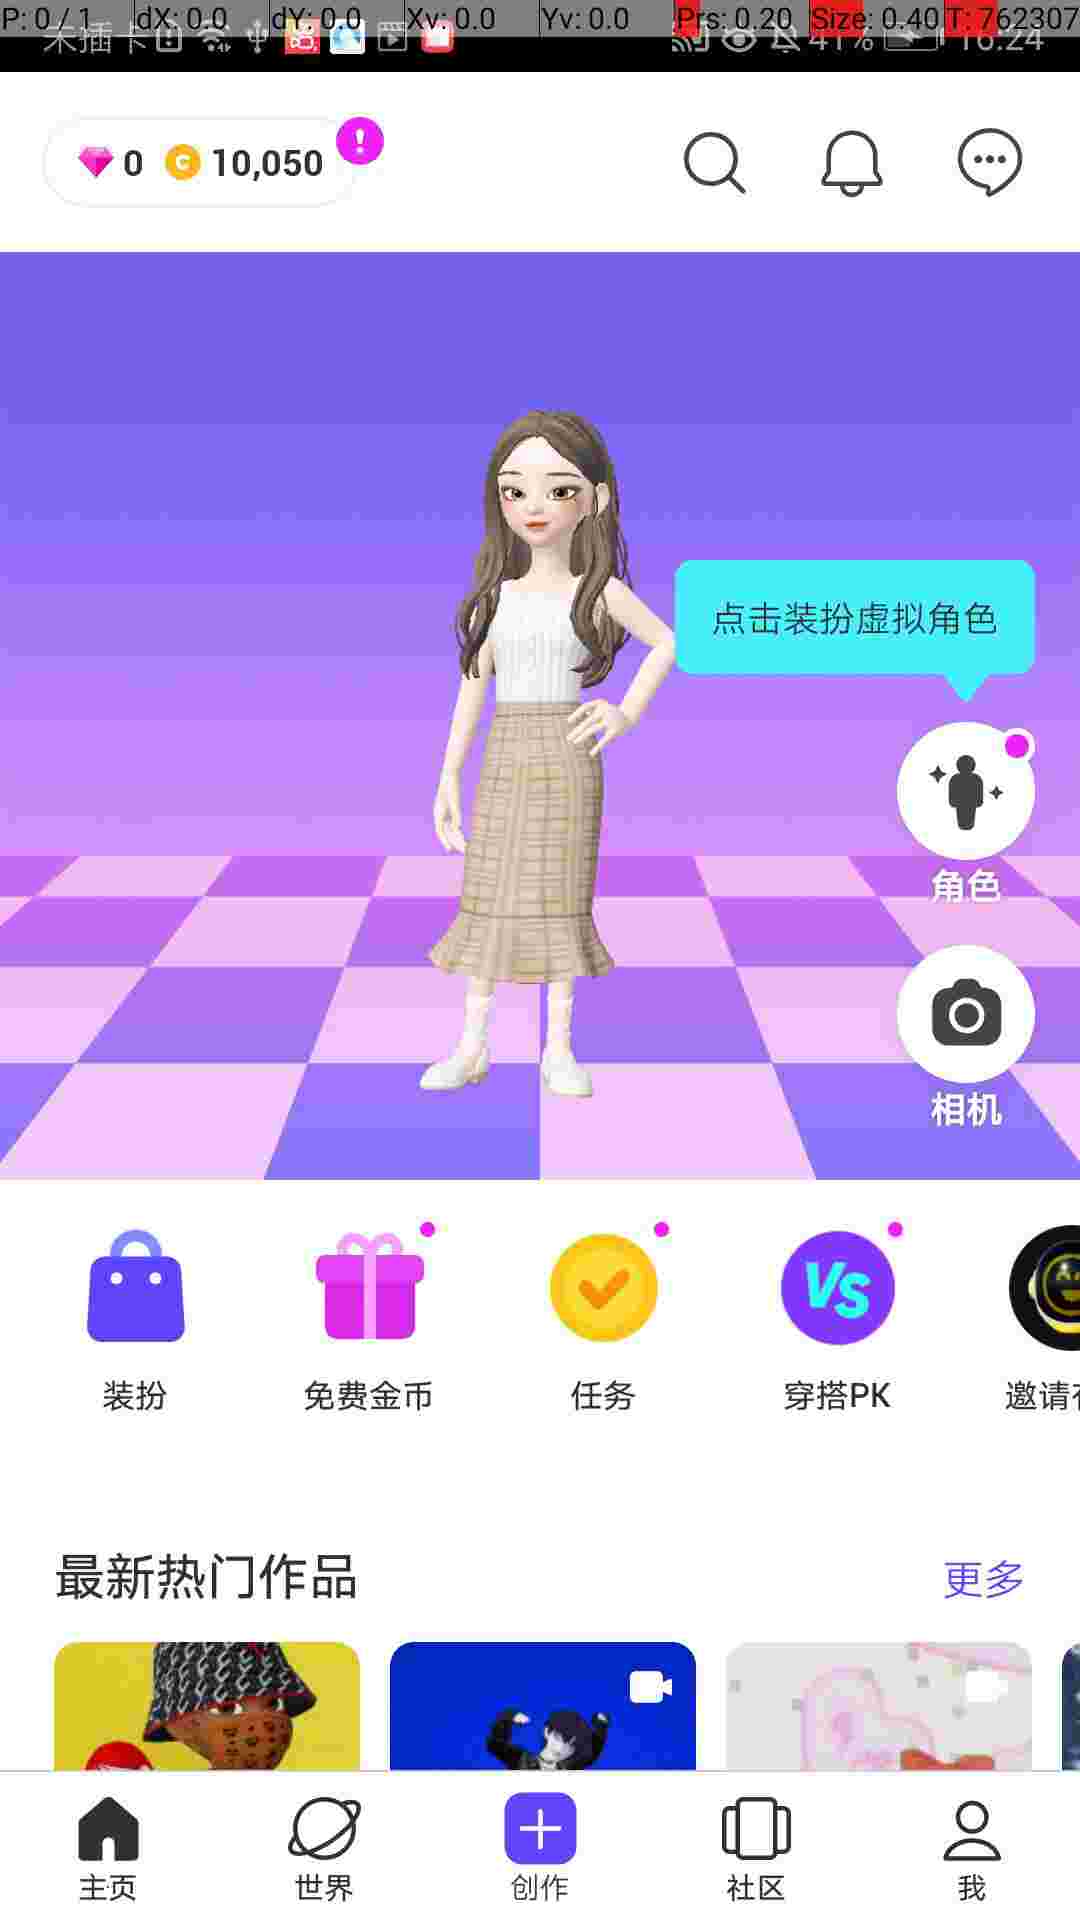 P: 0 / 1 dX: 0.0 dY: 0.0 Xv: 0.0 Yv: 0.0 Prs: 0.20 Size: 0.40 T: 762307
未插卡 41% 16:24
0 10,050
点击装扮虚拟角色
角色
相机
装扮 免费金币 任务 穿搭PK 邀请
最新热门作品 更多
主页 世界 创作 社区 我